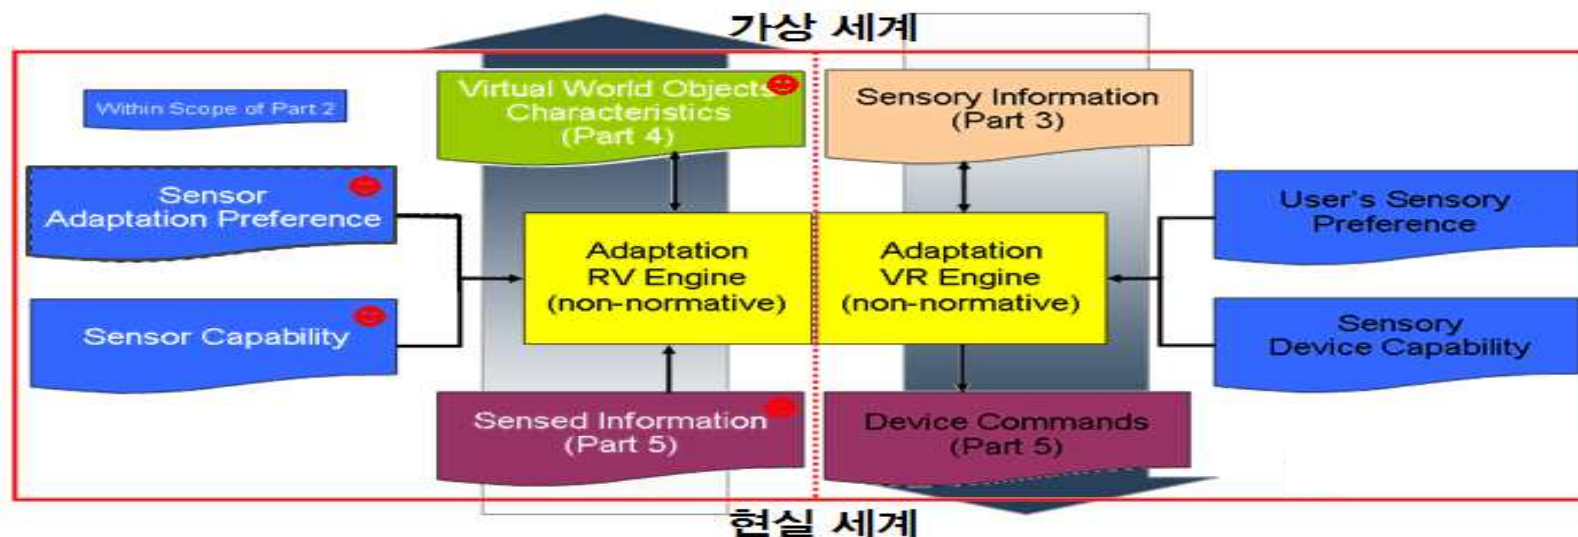 가상 세계
Within Scope of Part 2
Virtual World Objects
Characteristics
(Part 4)
Sensory Information
(Part 3)
Sensor
Adaptation Preference
User's Sensory
Preference
Adaptation
RV Engine
(non-normative)
Adaptation
VR Engine
(non-normative)
Sensor Capability
Sensory
Device Capability
Sensed Information
(Part 5)
Device Commands
(Part 5)
현실 세계